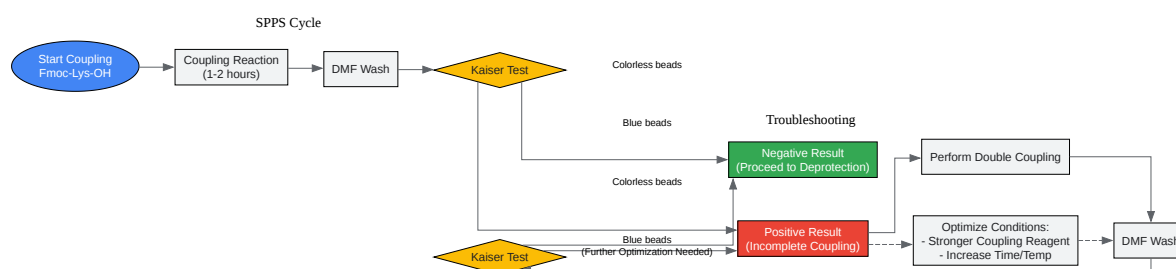 SPPS Cycle
Start Coupling
Fmoc-Lys-OH
Coupling Reaction
(1-2 hours)
DMF Wash
Kaiser Test
Colorless beads
Blue beads
Troubleshooting
Negative Result
(Proceed to Deprotection)
Perform Double Coupling
Colorless beads
Positive Result
(Incomplete Coupling)
Optimize Conditions:
- Stronger Coupling Reagent
- Increase Time/Temp
DMF Wash
Blue beads
(Further Optimization Needed)
Kaiser Test